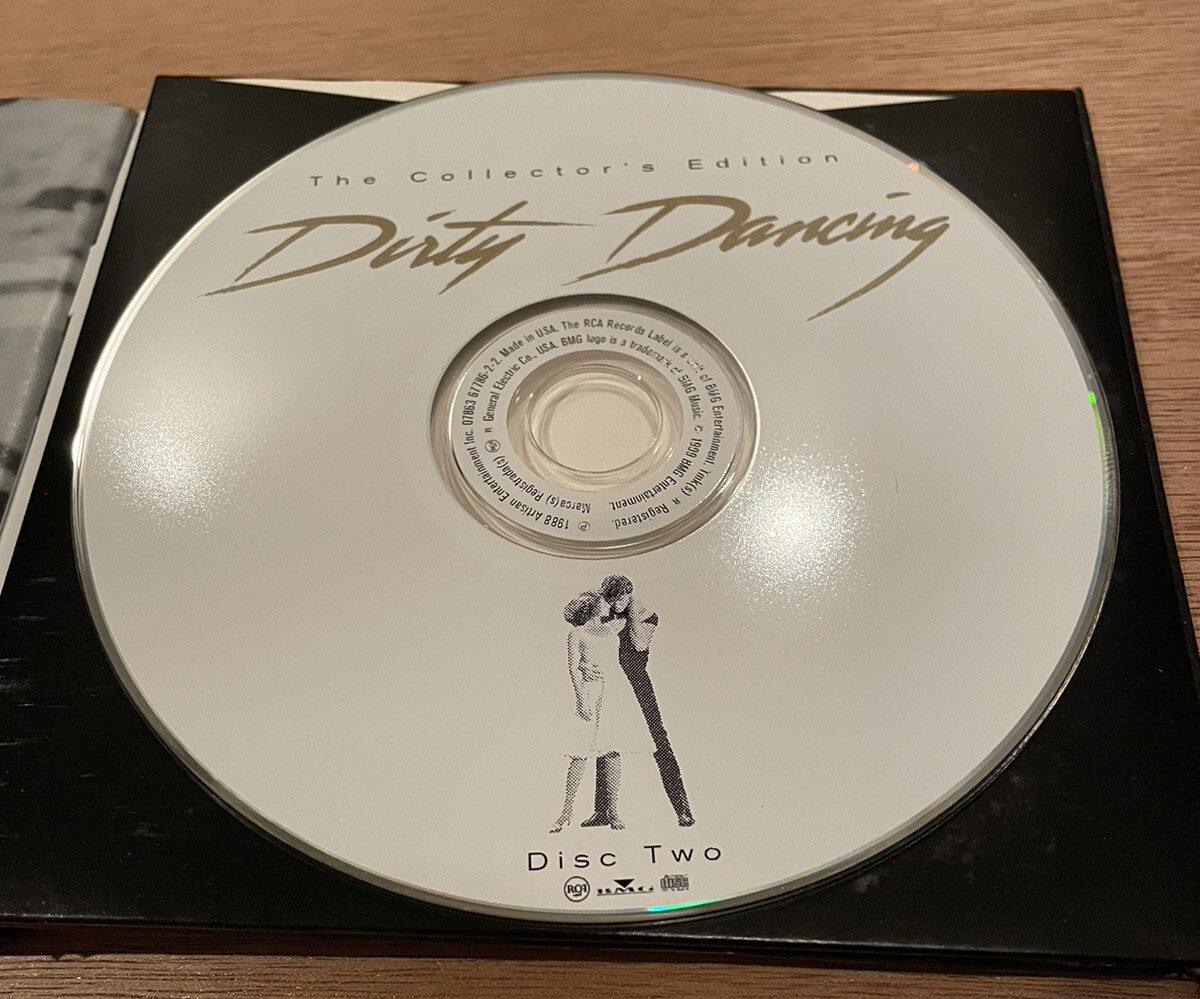 The Collector's Edition
Dirty Dancing
℗ 1988 Artisan Entertainment Inc. 07863 67786-2-2. Made in USA. The RCA Records Label is a unit of BMG Entertainment. Tmk(s) ® Registered.
Marca(s) Registrada(s) RCA ® General Electric Co., USA. BMG logo is a trademark of BMG Music. © 1999 BMG Entertainment.
Disc Two
RCA BMG disc